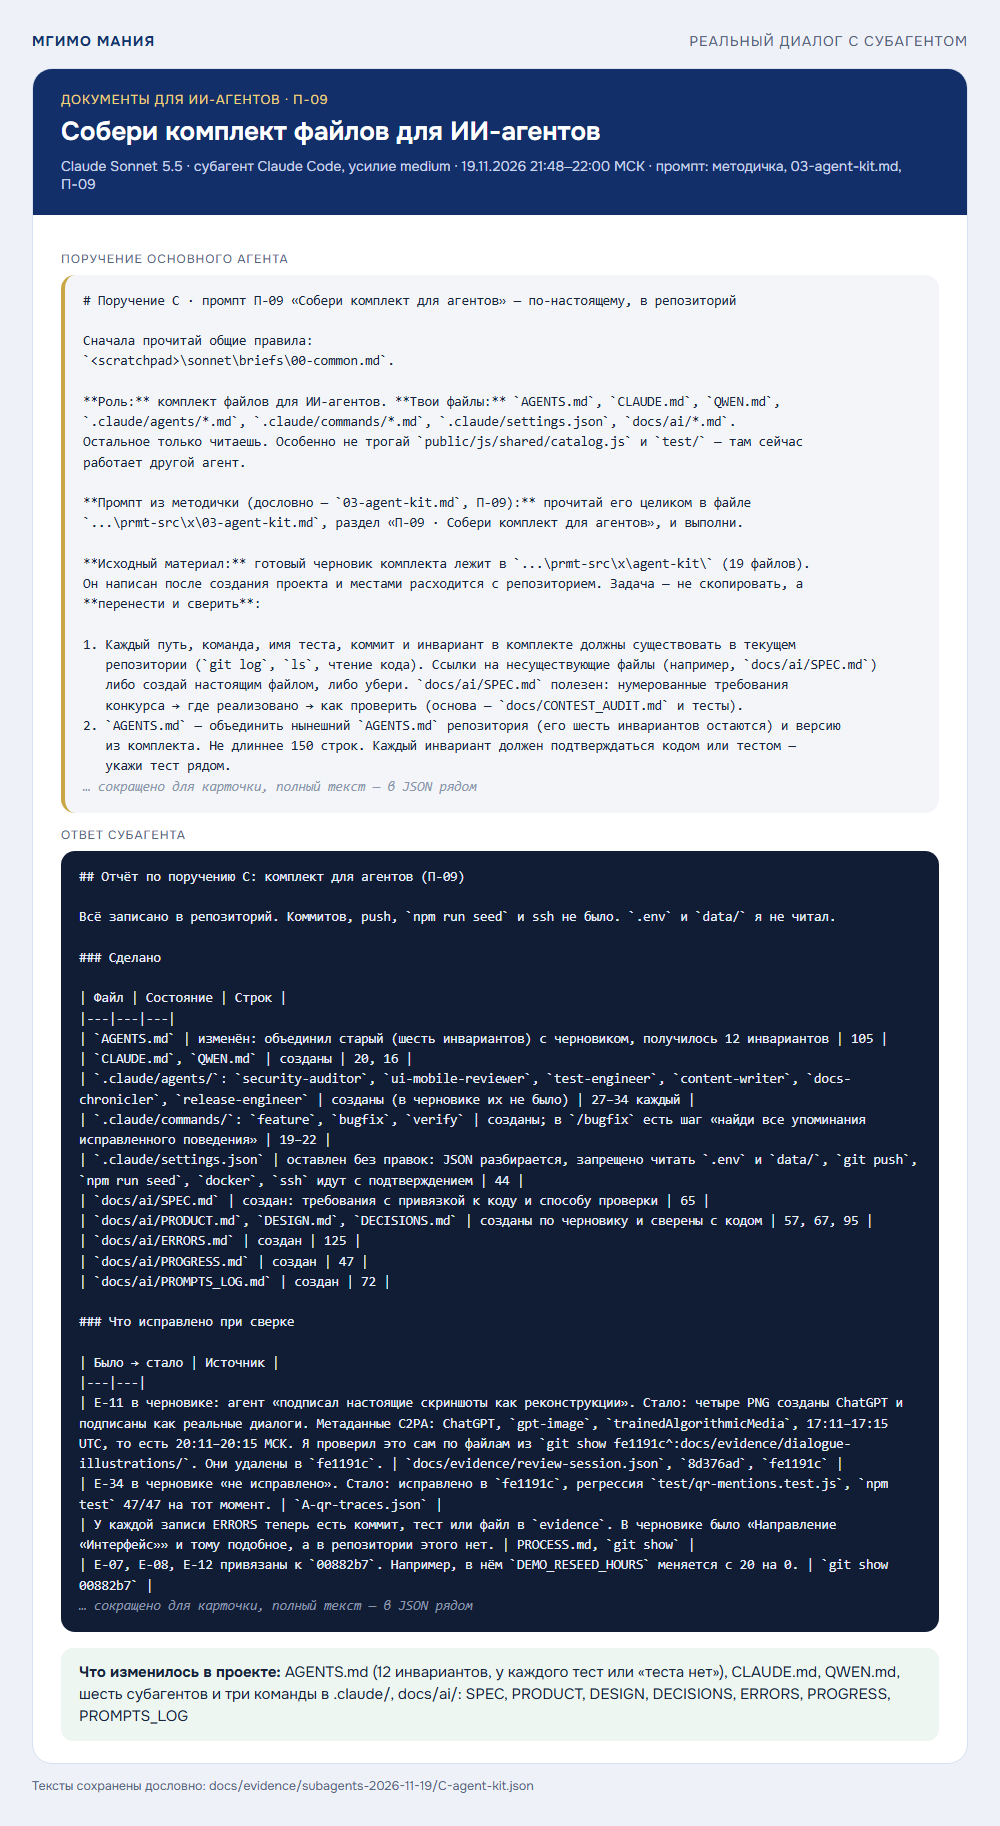 МГИМО МАНИЯ
РЕАЛЬНЫЙ ДИАЛОГ С СУБАГЕНТОМ
ДОКУМЕНТЫ ДЛЯ ИИ-АГЕНТОВ · П-09
Собери комплект файлов для ИИ-агентов
Claude Sonnet 5.5 · субагент Claude Code, усилие medium · 19.11.2026 21:48–22:00 МСК · промпт: методичка, 03-agent-kit.md,
П-09
ПОРУЧЕНИЕ ОСНОВНОГО АГЕНТА
# Поручение C · промпт П-09 «Собери комплект для агентов» — по-настоящему, в репозиторий
Сначала прочитай общие правила:
`<scratchpad>\sonnet\briefs\00-common.md`.
**Роль:** комплект файлов для ИИ-агентов. **Твои файлы:** `AGENTS.md`, `CLAUDE.md`, `QWEN.md`,
`.claude/agents/*.md`, `.claude/commands/*.md`, `.claude/settings.json`, `docs/ai/*.md`.
Остальное только читаешь. Особенно не трогай `public/js/shared/catalog.js` и `test/` — там сейчас
работает другой агент.
**Промпт из методички (дословно — `03-agent-kit.md`, П-09):** прочитай его целиком в файле
`...\prmt-src\x\03-agent-kit.md`, раздел «П-09 · Собери комплект для агентов», и выполни.
**Исходный материал:** готовый черновик комплекта лежит в `...\prmt-src\x\agent-kit\` (19 файлов).
Он написан после создания проекта и местами расходится с репозиторием. Задача — не скопировать, а
**перенести и сверить**:
1. Каждый путь, команда, имя теста, коммит и инвариант в комплекте должны существовать в текущем
репозитории (`git log`, `ls`, чтение кода). Ссылки на несуществующие файлы (например, `docs/ai/SPEC.md`)
либо создай настоящим файлом, либо убери. `docs/ai/SPEC.md` полезен: нумерованные требования
конкурса → где реализовано → как проверить (основа — `docs/CONTEST_AUDIT.md` и тесты).
2. `AGENTS.md` — объединить нынешний `AGENTS.md` репозитория (его шесть инвариантов остаются) и версию
из комплекта. Не длиннее 150 строк. Каждый инвариант должен подтверждаться кодом или тестом —
укажи тест рядом.
… сокращено для карточки, полный текст — в JSON рядом
ОТВЕТ СУБАГЕНТА
## Отчёт по поручению C: комплект для агентов (П-09)
Всё записано в репозиторий. Коммитов, push, `npm run seed` и ssh не было. `.env` и `data/` я не читал.
### Сделано
| Файл | Состояние | Строк |
|---|---|---|
| `AGENTS.md` | изменён: объединил старый (шесть инвариантов) с черновиком, получилось 12 инвариантов | 105 |
| `CLAUDE.md`, `QWEN.md` | созданы | 20, 16 |
| `.claude/agents/`: `security-auditor`, `ui-mobile-reviewer`, `test-engineer`, `content-writer`, `docs-
chronicler`, `release-engineer` | созданы (в черновике их не было) | 27–34 каждый |
| `.claude/commands/`: `feature`, `bugfix`, `verify` | созданы; в `/bugfix` есть шаг «найди все упоминания
исправленного поведения» | 19–22 |
| `.claude/settings.json` | оставлен без правок: JSON разбирается, запрещено читать `.env` и `data/`, `git push`,
`npm run seed`, `docker`, `ssh` идут с подтверждением | 44 |
| `docs/ai/SPEC.md` | создан: требования с привязкой к коду и способу проверки | 65 |
| `docs/ai/PRODUCT.md`, `DESIGN.md`, `DECISIONS.md` | созданы по черновику и сверены с кодом | 57, 67, 95 |
| `docs/ai/ERRORS.md` | создан | 125 |
| `docs/ai/PROGRESS.md` | создан | 47 |
| `docs/ai/PROMPTS_LOG.md` | создан | 72 |
### Что исправлено при сверке
| Было → стало | Источник |
|---|---|
| E-11 в черновике: агент «подписал настоящие скриншоты как реконструкции». Стало: четыре PNG созданы ChatGPT и
подписаны как реальные диалоги. Метаданные C2PA: ChatGPT, `gpt-image`, `trainedAlgorithmicMedia`, 17:11–17:15
UTC, то есть 20:11–20:15 МСК. Я проверил это сам по файлам из `git show fe1191c^:docs/evidence/dialogue-
illustrations/`. Они удалены в `fe1191c`. | `docs/evidence/review-session.json`, `8d376ad`, `fe1191c` |
| E-34 в черновике «не исправлено». Стало: исправлено в `fe1191c`, регрессия `test/qr-mentions.test.js`, `npm
test` 47/47 на тот момент. | `A-qr-traces.json` |
| У каждой записи ERRORS теперь есть коммит, тест или файл в `evidence`. В черновике было «Направление
«Интерфейс»» и тому подобное, а в репозитории этого нет. | PROCESS.md, `git show` |
| E-07, E-08, E-12 привязаны к `00882b7`. Например, в нём `DEMO_RESEED_HOURS` меняется с 20 на 0. | `git show
00882b7` |
… сокращено для карточки, полный текст — в JSON рядом
Что изменилось в проекте: AGENTS.md (12 инвариантов, у каждого тест или «теста нет»), CLAUDE.md, QWEN.md,
шесть субагентов и три команды в .claude/, docs/ai/: SPEC, PRODUCT, DESIGN, DECISIONS, ERRORS, PROGRESS,
PROMPTS_LOG
Тексты сохранены дословно: docs/evidence/subagents-2026-11-19/C-agent-kit.json